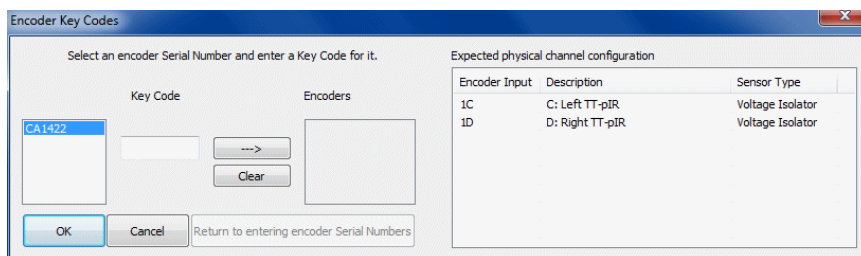 Encoder Key Codes
Select an encoder Serial Number and enter a Key Code for it.
Key Code
Encoders
CA1422
--->
Clear
OK
Cancel
Return to entering encoder Serial Numbers
Expected physical channel configuration
Encoder Input Description Sensor Type
1C C: Left TT-pIR Voltage Isolator
1D D: Right TT-pIR Voltage Isolator